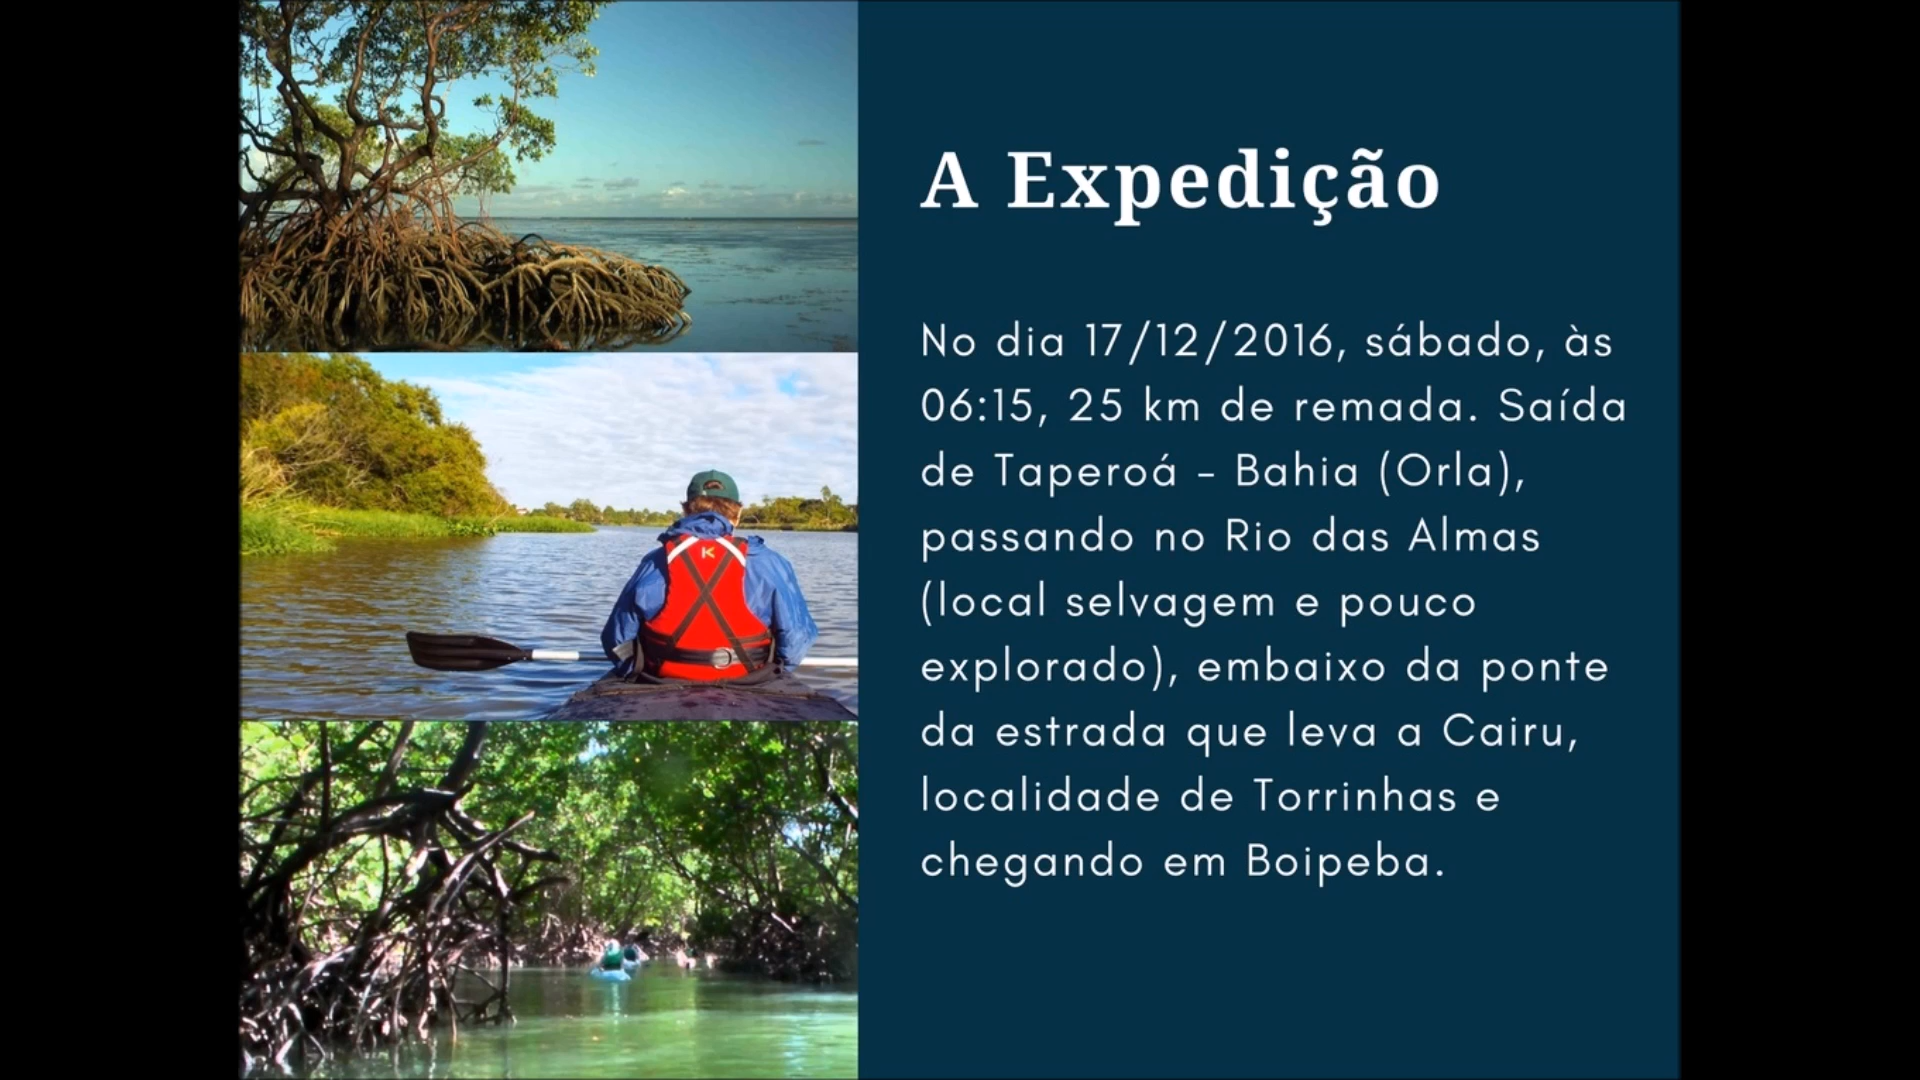 A Expedição
No dia 17/12/2016, sábado, às
06:15, 25 km de remada. Saída
de Taperoá – Bahia (Orla),
passando no Rio das Almas
(local selvagem e pouco
explorado), embaixo da ponte
da estrada que leva a Cairu,
localidade de Torrinhas e
chegando em Boipeba.